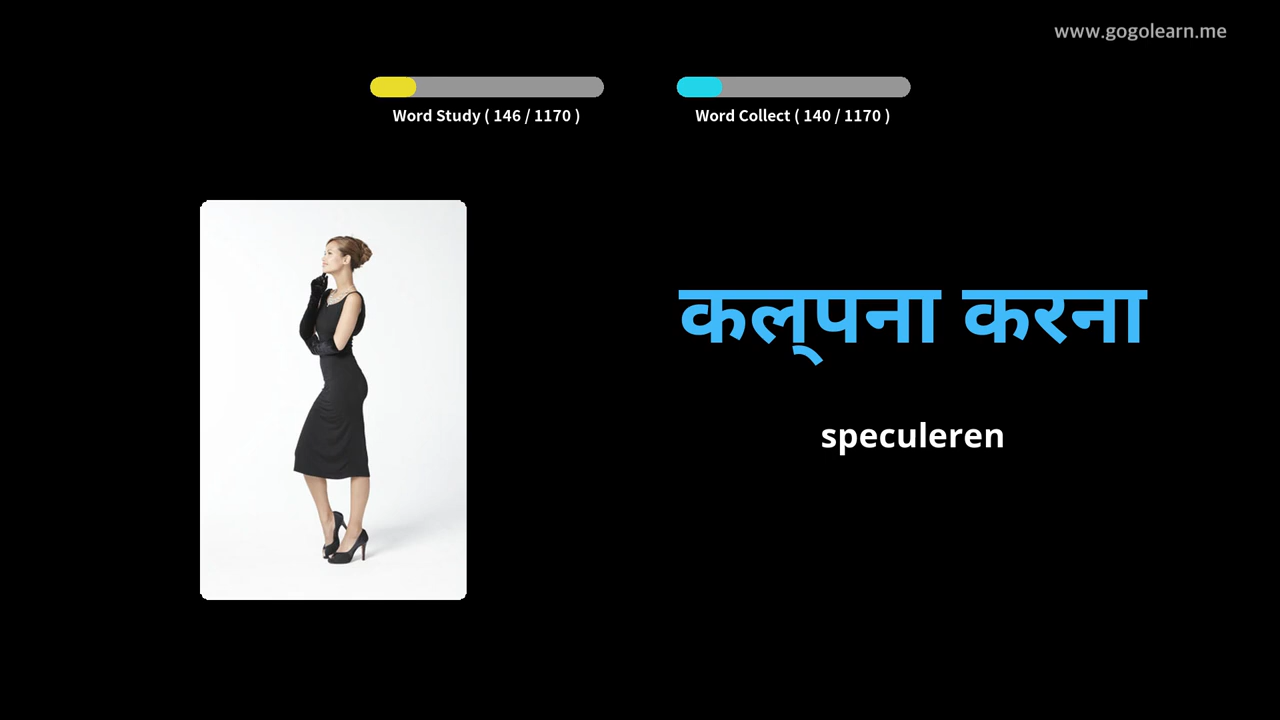 www.gogolearn.me
Word Study ( 146 / 1170 )
Word Collect ( 140 / 1170 )
कल्‌पना करना
speculeren